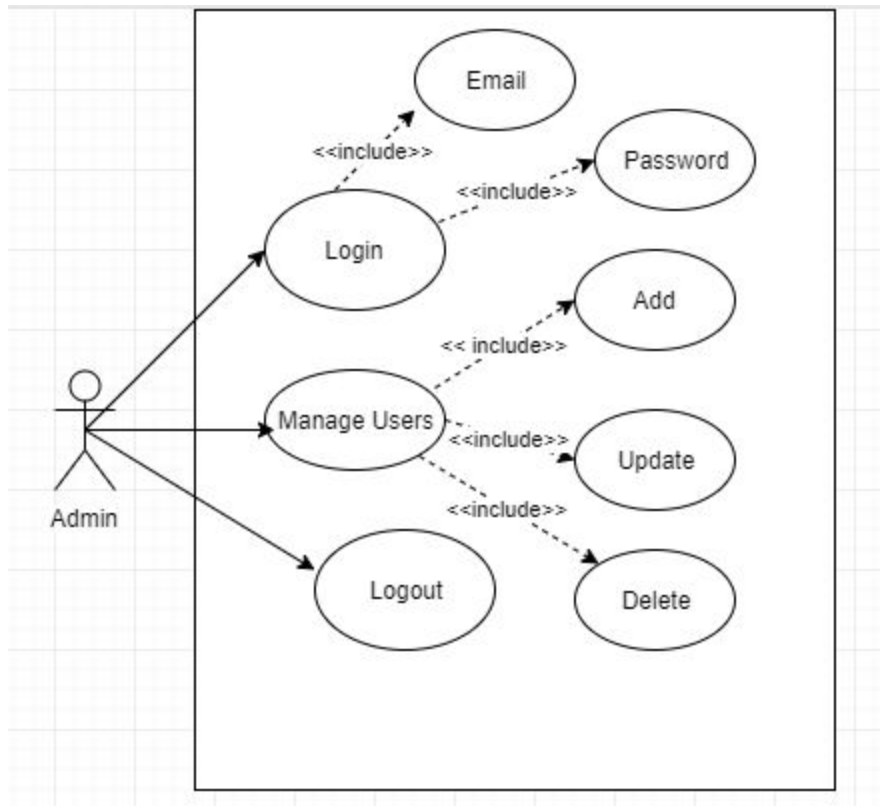 Email
<<include>>
Password
<<include>>
Login
Add
<< include>>
Manage Users
<<include>>
Update
<<include>>
Admin
Logout
Delete